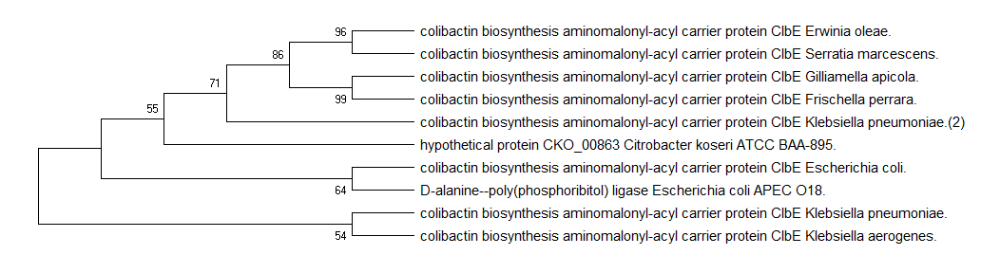 96
colibactin biosynthesis aminomalonyl-acyl carrier protein ClbE Erwinia oleae.
86
colibactin biosynthesis aminomalonyl-acyl carrier protein ClbE Serratia marcescens.
71
colibactin biosynthesis aminomalonyl-acyl carrier protein ClbE Gilliamella apicola.
99
colibactin biosynthesis aminomalonyl-acyl carrier protein ClbE Frischella perrara.
55
colibactin biosynthesis aminomalonyl-acyl carrier protein ClbE Klebsiella pneumoniae.(2)
hypothetical protein CKO_00863 Citrobacter koseri ATCC BAA-895.
colibactin biosynthesis aminomalonyl-acyl carrier protein ClbE Escherichia coli.
64
D-alanine--poly(phosphoribitol) ligase Escherichia coli APEC O18.
colibactin biosynthesis aminomalonyl-acyl carrier protein ClbE Klebsiella pneumoniae.
54
colibactin biosynthesis aminomalonyl-acyl carrier protein ClbE Klebsiella aerogenes.